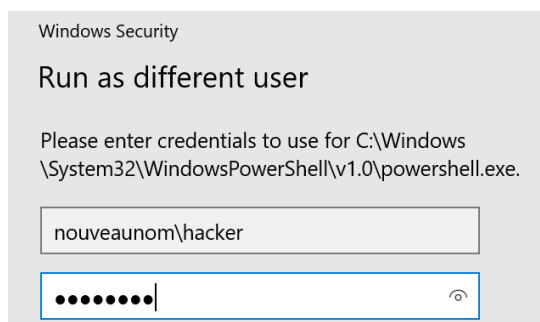 Windows Security
Run as different user
Please enter credentials to use for C:\Windows
\System32\WindowsPowerShell\v1.0\powershell.exe.
nouveaunom\hacker
●●●●●●●●